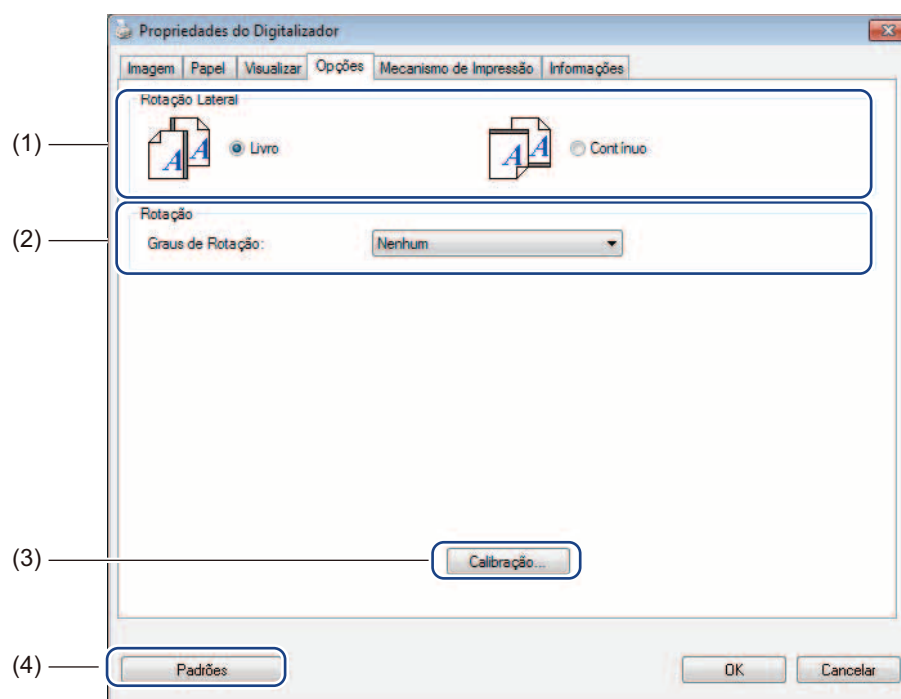 Propriedades do Digitalizador
Imagem Papel Visualizar Opções Mecanismo de Impressão Informações
Rotação Lateral
(1)
A A Livro A A Contínuo
Rotação
(2)
Graus de Rotação: Nenhum
(3)
Calibração...
(4)
Padrões OK Cancelar